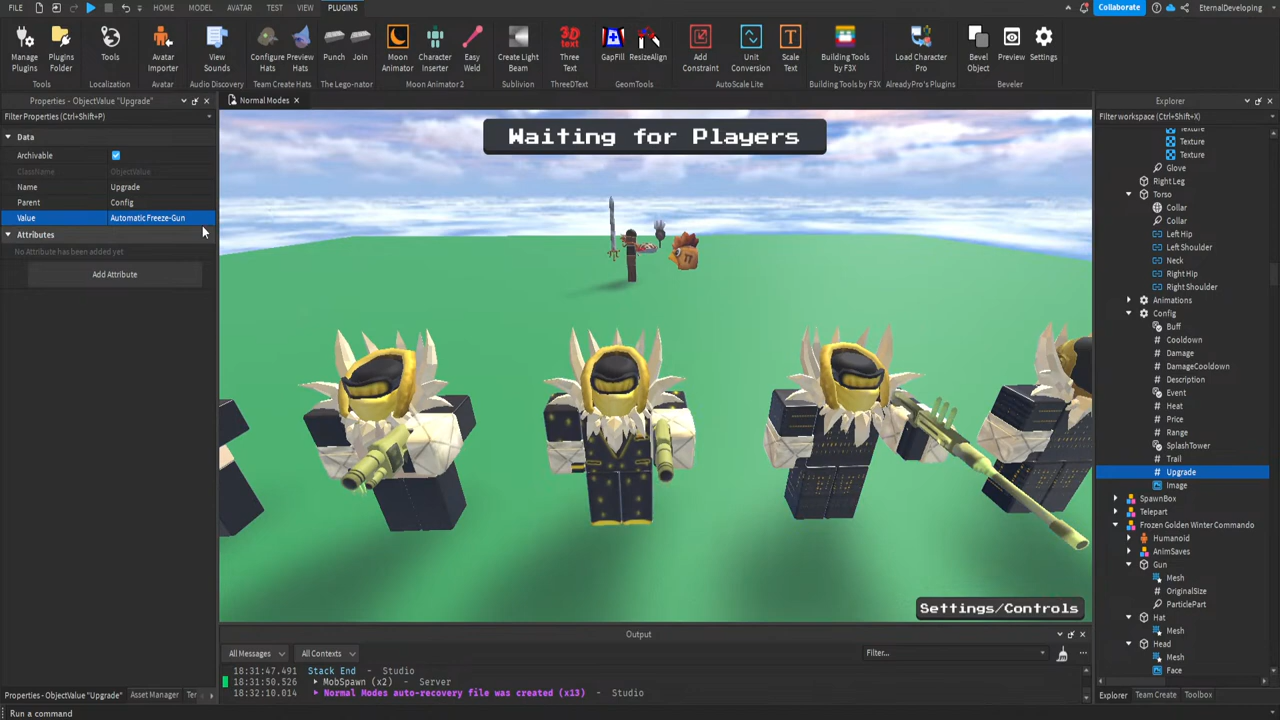 FILE
HOME
MODEL
AVATAR
TEST
VIEW
PLUGINS
Collaborate
EternalDeveloping
Manage Plugins
Plugins Folder
Tools
Avatar Importer
View Sounds
Configure Hats
Preview Hats
Punch
Join
Moon Animator
Character Inserter
Easy Weld
Create Light Beam
3D TEXT
Three Text
GapFill
ResizeAlign
Add Constraint
Unit Conversion
Scale Text
Building Tools by F3X
Load Character Pro
Bevel Object
Preview
Settings
Tools
Localization
Avatar
Audio Discovery
Team Create Hats
The Lego-nator
Moon Animator 2
Sublivion
ThreeDText
GeomTools
AutoScale Lite
Building Tools by F3X
AlreadyPro's Plugins
Beveler
Properties - ObjectValue "Upgrade"
Filter Properties (Ctrl+Shift+P)
Data
Archivable
ClassName
ObjectValue
Name
Upgrade
Parent
Config
Value
Automatic Freeze-Gun
Attributes
No Attribute has been added yet
Add Attribute
Normal Modes
Waiting for Players
Settings/Controls
Output
All Messages
All Contexts
Filter...
18:31:47.491 Stack End - Studio
18:31:50.526 MobSpawn (x2) - Server
18:32:10.014 Normal Modes auto-recovery file was created (x13) - Studio
Explorer
Filter workspace (Ctrl+Shift+X)
Texture
Texture
Texture
Glove
Right Leg
Torso
Collar
Collar
Left Hip
Left Shoulder
Neck
Right Hip
Right Shoulder
Animations
Config
Buff
Cooldown
Damage
DamageCooldown
Description
Event
Heat
Price
Range
SplashTower
Trail
Upgrade
Image
SpawnBox
Telepart
Frozen Golden Winter Commando
Humanoid
AnimSaves
Gun
Mesh
OriginalSize
ParticlePart
Hat
Mesh
Head
Mesh
Face
Properties - ObjectValue "Upgrade"
Asset Manager
Ter
Explorer
Team Create
Toolbox
Run a command